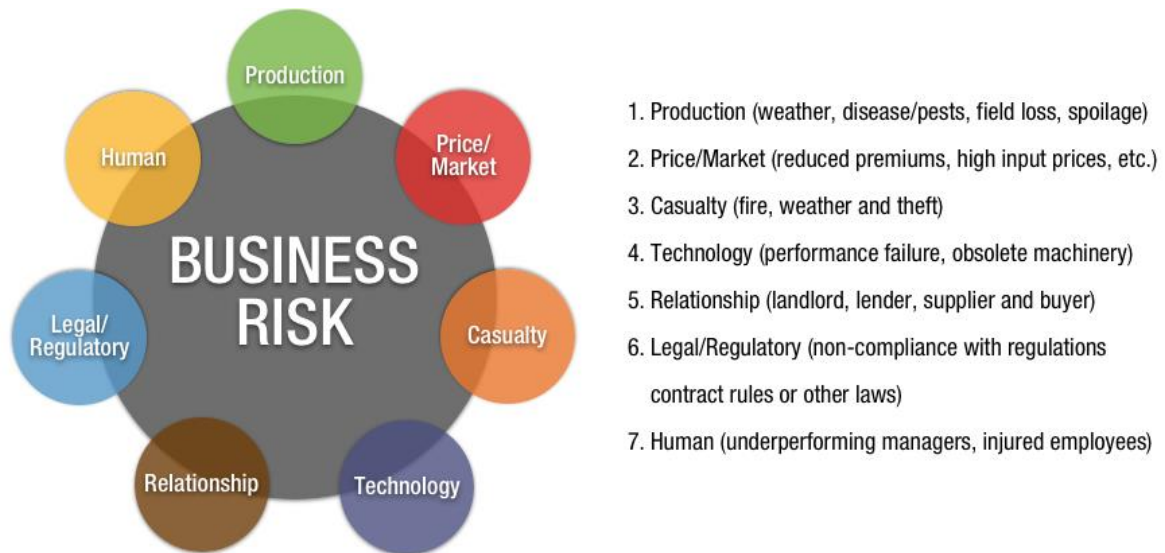 Production
Price/
Market
Human
BUSINESS
RISK
Legal/
Regulatory
Casualty
Relationship
Technology
1. Production (weather, disease/pests, field loss, spoilage)
2. Price/Market (reduced premiums, high input prices, etc.)
3. Casualty (fire, weather and theft)
4. Technology (performance failure, obsolete machinery)
5. Relationship (landlord, lender, supplier and buyer)
6. Legal/Regulatory (non-compliance with regulations
contract rules or other laws)
7. Human (underperforming managers, injured employees)